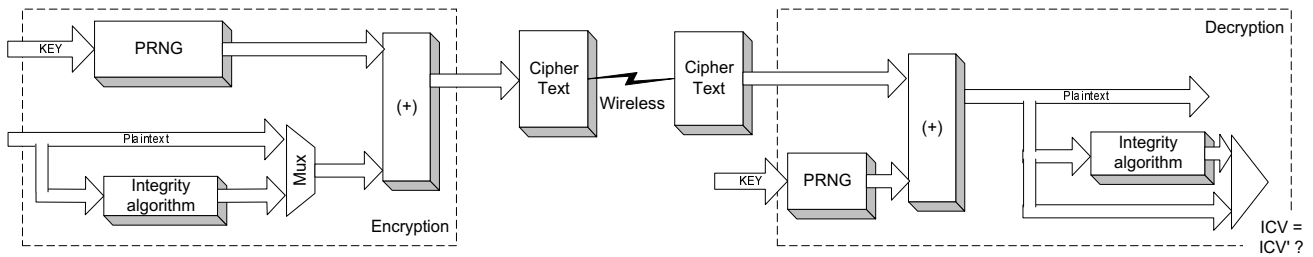 KEY
PRNG
Plaintext
Integrity
algorithm
Mux
(+)
Encryption
Cipher
Text
Wireless
Cipher
Text
KEY
PRNG
(+)
Decryption
Plaintext
Integrity
algorithm
ICV =
ICV' ?